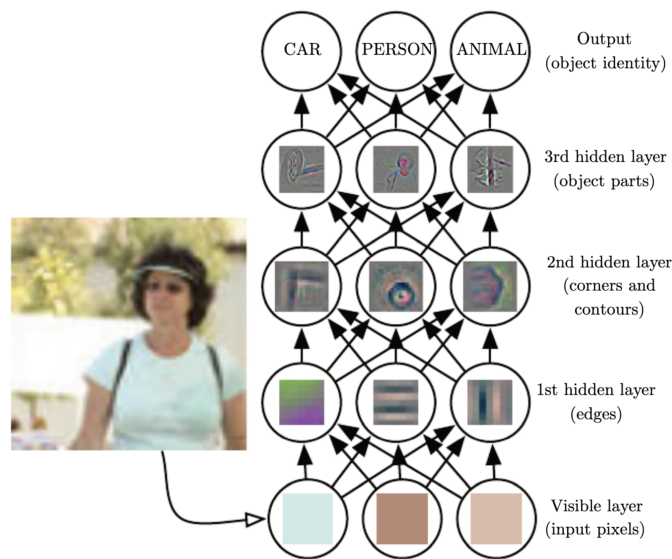 CAR
PERSON
ANIMAL
Output
(object identity)
3rd hidden layer
(object parts)
2nd hidden layer
(corners and
contours)
1st hidden layer
(edges)
Visible layer
(input pixels)